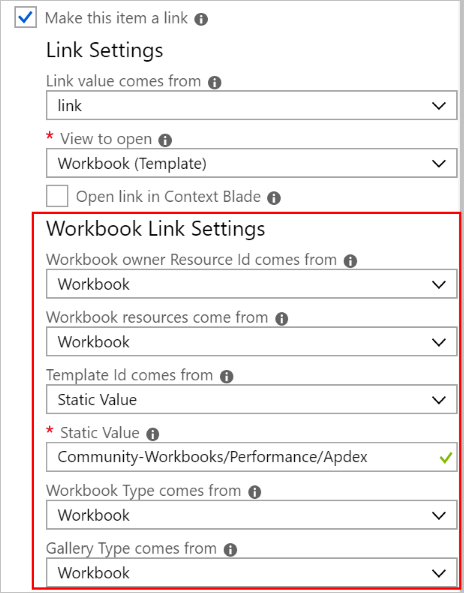 Make this item a link
Link Settings
Link value comes from
link
* View to open
Workbook (Template)
Open link in Context Blade
Workbook Link Settings
Workbook owner Resource Id comes from
Workbook
Workbook resources come from
Workbook
Template Id comes from
Static Value
* Static Value
Community-Workbooks/Performance/Apdex
Workbook Type comes from
Workbook
Gallery Type comes from
Workbook